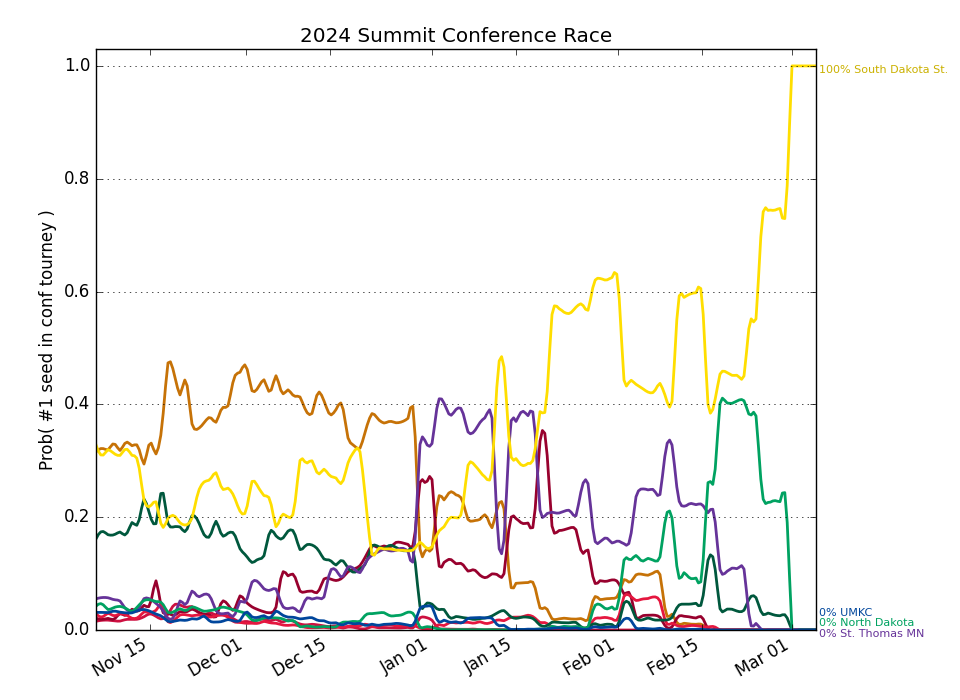 2024 Summit Conference Race
Prob( #1 seed in conf tourney )
1.0
0.8
0.6
0.4
0.2
0.0
Nov 15
Dec 01
Dec 15
Jan 01
Jan 15
Feb 01
Feb 15
Mar 01
100% South Dakota St.
0% UMKC
0% North Dakota
0% St. Thomas MN